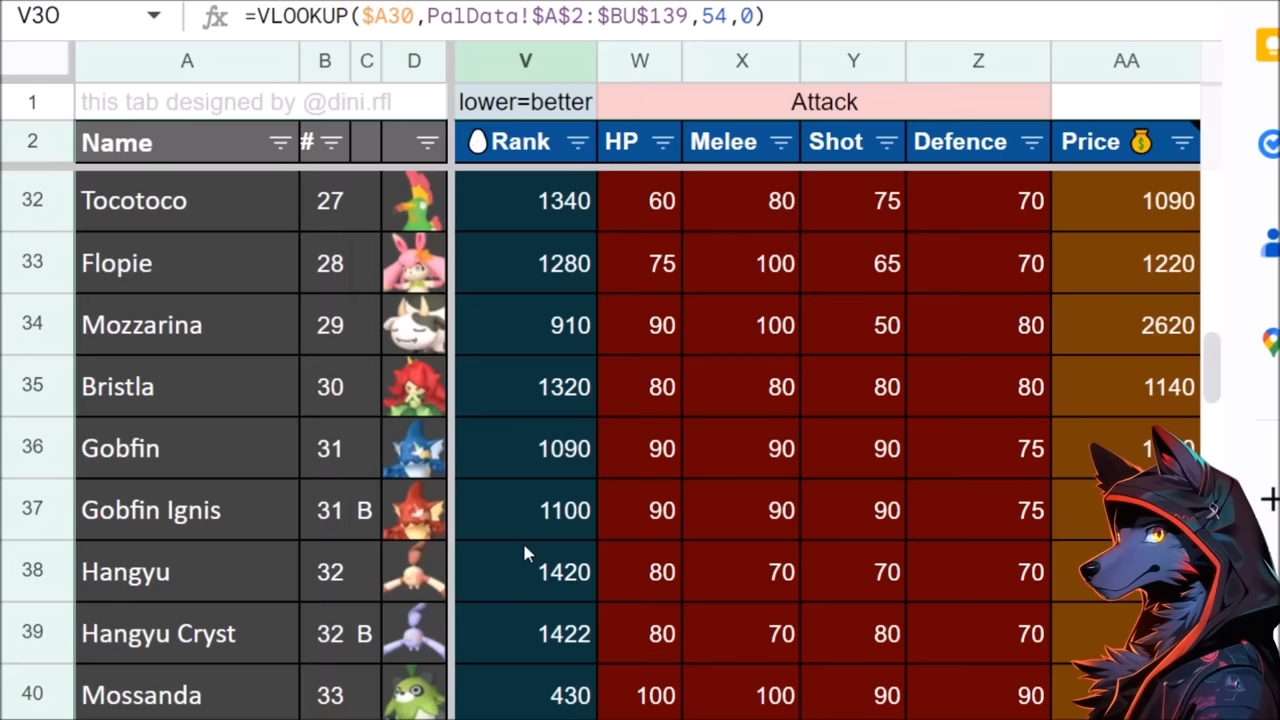 V30 fx =VLOOKUP($A30,PalData!$A$2:$BU$139,54,0)
A B C D V W X Y Z AA
1 this tab designed by @dini.rfl lower=better Attack
2 Name # Rank HP Melee Shot Defence Price
32 Tocotoco 27 1340 60 80 75 70 1090
33 Flopie 28 1280 75 100 65 70 1220
34 Mozzarina 29 910 90 100 50 80 2620
35 Bristla 30 1320 80 80 80 80 1140
36 Gobfin 31 1090 90 90 90 75
37 Gobfin Ignis 31 B 1100 90 90 90 75
38 Hangyu 32 1420 80 70 70 70
39 Hangyu Cryst 32 B 1422 80 70 80 70
40 Mossanda 33 430 100 100 90 90